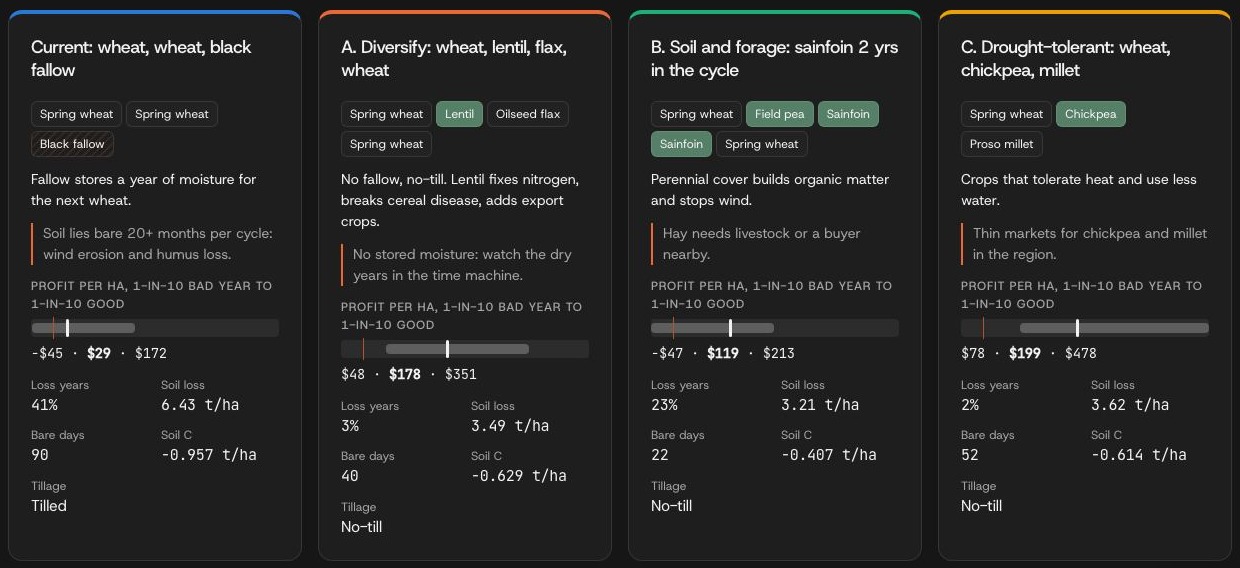 Current: wheat, wheat, black
fallow
Spring wheat
Spring wheat
Black fallow
Fallow stores a year of moisture for
the next wheat.
Soil lies bare 20+ months per cycle:
wind erosion and humus loss.
PROFIT PER HA, 1-IN-10 BAD YEAR TO
1-IN-10 GOOD
-$45 · $29 · $172
Loss years
Soil loss
41%
6.43 t/ha
Bare days
Soil C
90
-0.957 t/ha
Tillage
Tilled
A. Diversify: wheat, lentil, flax,
wheat
Spring wheat
Lentil
Oilseed flax
Spring wheat
No fallow, no-till. Lentil fixes nitrogen,
breaks cereal disease, adds export
crops.
No stored moisture: watch the dry
years in the time machine.
PROFIT PER HA, 1-IN-10 BAD YEAR TO
1-IN-10 GOOD
$48 · $178 · $351
Loss years
Soil loss
3%
3.49 t/ha
Bare days
Soil C
40
-0.629 t/ha
Tillage
No-till
B. Soil and forage: sainfoin 2 yrs
in the cycle
Spring wheat
Field pea
Sainfoin
Sainfoin
Spring wheat
Perennial cover builds organic matter
and stops wind.
Hay needs livestock or a buyer
nearby.
PROFIT PER HA, 1-IN-10 BAD YEAR TO
1-IN-10 GOOD
-$47 · $119 · $213
Loss years
Soil loss
23%
3.21 t/ha
Bare days
Soil C
22
-0.407 t/ha
Tillage
No-till
C. Drought-tolerant: wheat,
chickpea, millet
Spring wheat
Chickpea
Proso millet
Crops that tolerate heat and use less
water.
Thin markets for chickpea and millet
in the region.
PROFIT PER HA, 1-IN-10 BAD YEAR TO
1-IN-10 GOOD
$78 · $199 · $478
Loss years
Soil loss
2%
3.62 t/ha
Bare days
Soil C
52
-0.614 t/ha
Tillage
No-till